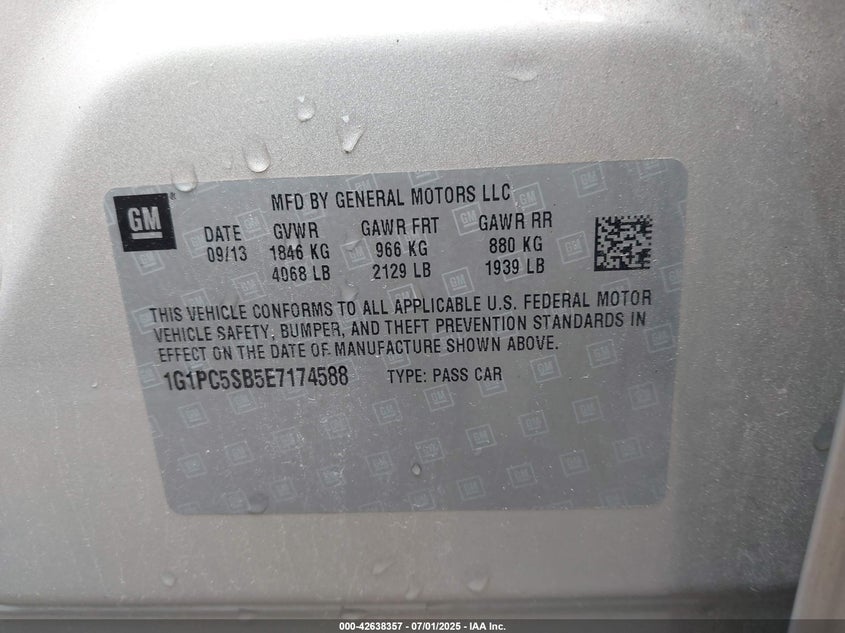 GM
MFD BY GENERAL MOTORS LLC
DATE GVWR GAWR FRT GAWR RR
09/13 1846 KG 966 KG 880 KG
4068 LB 2129 LB 1939 LB
THIS VEHICLE CONFORMS TO ALL APPLICABLE U.S. FEDERAL MOTOR
VEHICLE SAFETY, BUMPER, AND THEFT PREVENTION STANDARDS IN
EFFECT ON THE DATE OF MANUFACTURE SHOWN ABOVE.
1G1PC5SB5E7174588 TYPE: PASS CAR
000-42638357 - 07/01/2025 - IAA Inc.